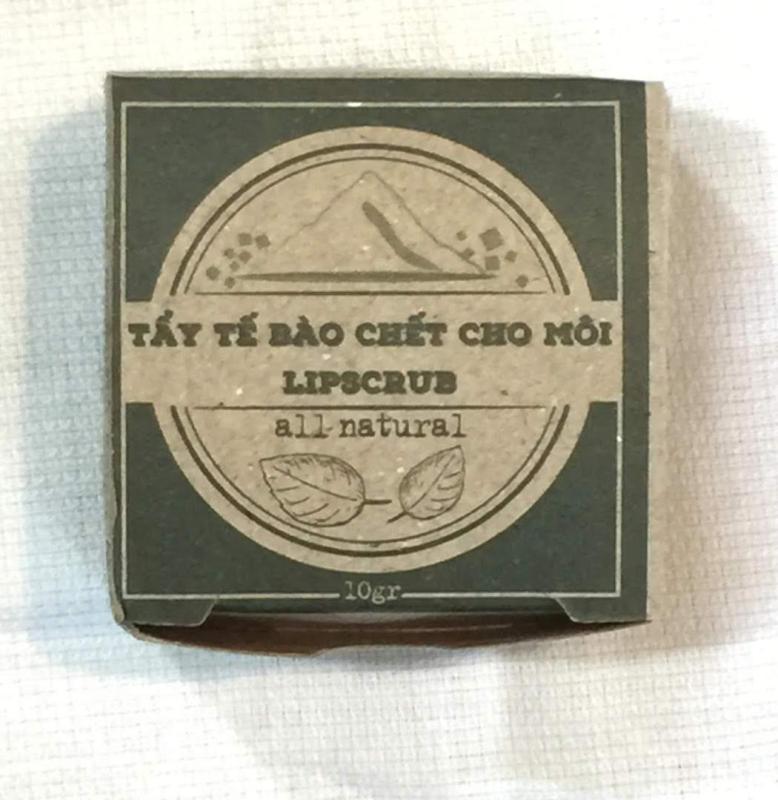 TẨY TẾ BÀO CHẾT CHO MÔI
LIPSCRUB
all natural
10gr